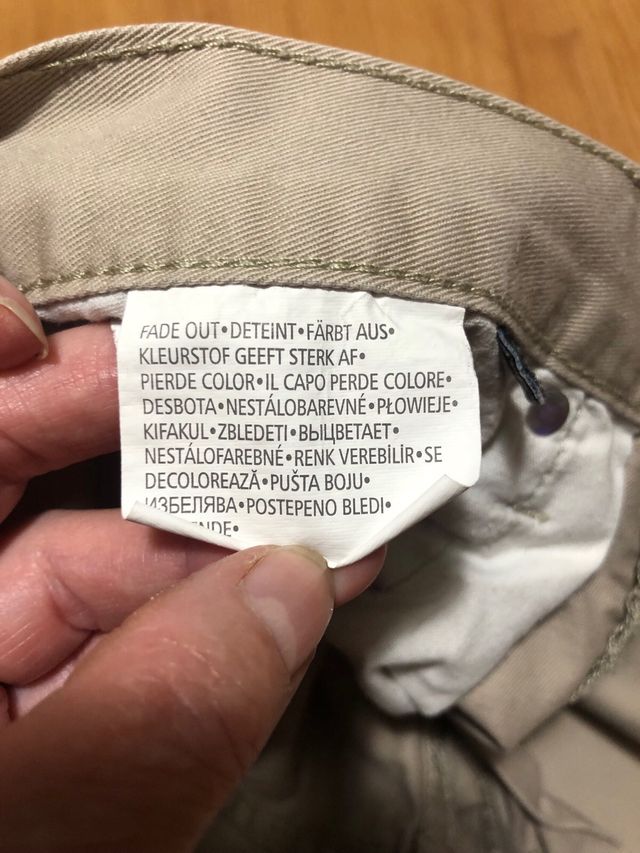 FADE OUT•DETEINT•FÄRBT AUS•
KLEURSTOF GEEFT STERK AF•
PIERDE COLOR•IL CAPO PERDE COLORE•
DESBOTA•NESTÁLOBAREVNÉ•PŁOWIEJE•
KIFAKUL•ZBLEDETI•ВЫЦВЕТАЕТ•
NESTÁLOFAREBNÉ•RENK VEREBİLİR•SE
DECOLOREAZĂ•PUŠTA BOJU•
ИЗБЕЛЯВА•POSTEPENO BLEDI•